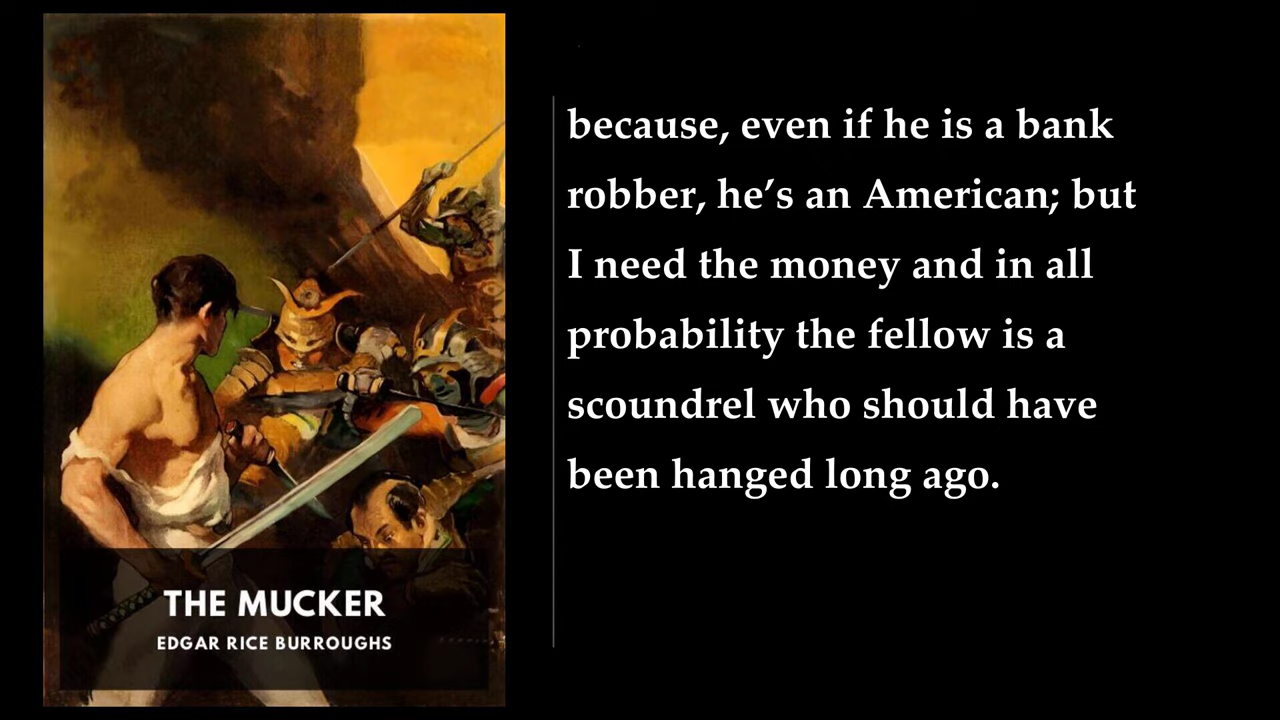 because, even if he is a bank
robber, he’s an American; but
I need the money and in all
probability the fellow is a
scoundrel who should have
been hanged long ago.
THE MUCKER
EDGAR RICE BURROUGHS